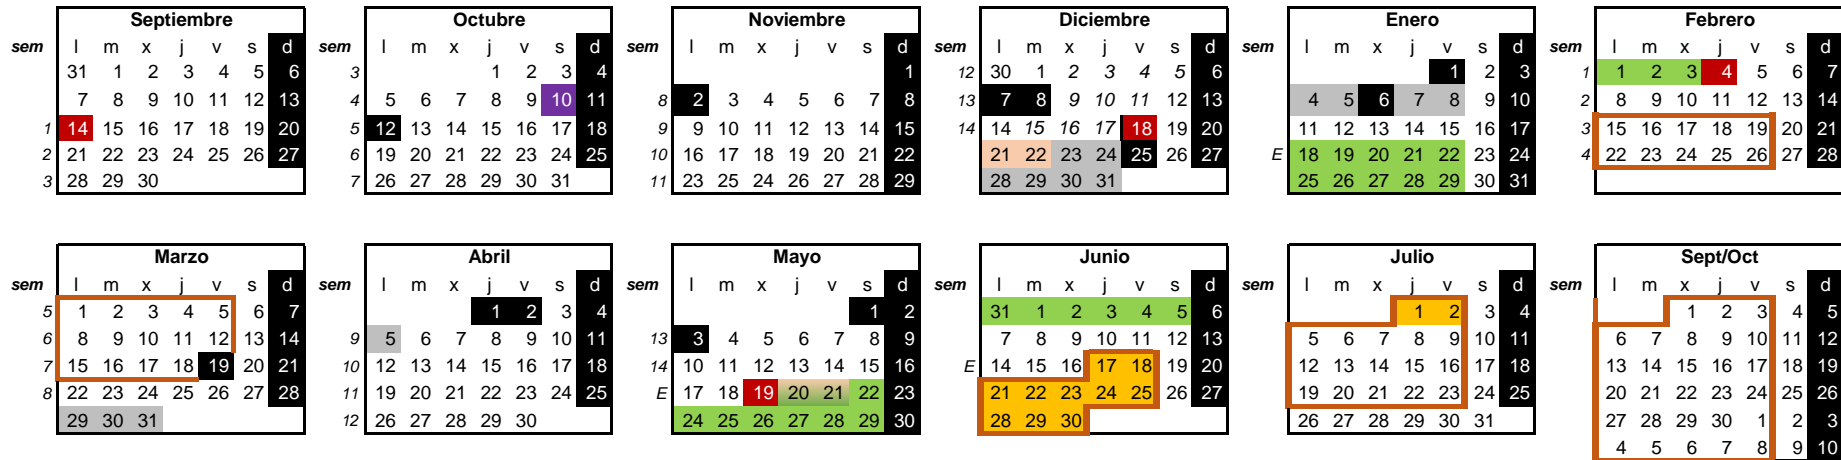 Septiembre Octubre Noviembre Diciembre Enero Febrero
sem l m x j v s d sem l m x j v s d sem l m x j v s d sem l m x j v s d sem l m x j v s d sem l m x j v s d
31 1 2 3 4 5 6 3 1 2 3 4 1 12 30 1 2 3 4 5 6 1 2 3 1 1 2 3 4 5 6 7
7 8 9 10 11 12 13 4 5 6 7 8 9 10 11 8 2 3 4 5 6 7 8 13 7 8 9 10 11 12 13 4 5 6 7 8 9 10 2 8 9 10 11 12 13 14
1 14 15 16 17 18 19 20 5 12 13 14 15 16 17 18 9 9 10 11 12 13 14 15 14 14 15 16 17 18 19 20 11 12 13 14 15 16 17 3 15 16 17 18 19 20 21
2 21 22 23 24 25 26 27 6 19 20 21 22 23 24 25 10 16 17 18 19 20 21 22 21 22 23 24 25 26 27 E 18 19 20 21 22 23 24 4 22 23 24 25 26 27 28
3 28 29 30 7 26 27 28 29 30 31 11 23 25 24 26 27 28 29 28 29 30 31 25 26 27 28 29 30 31
Marzo Abril Mayo Junio Julio Sept/Oct
sem l m x j v s d sem l m x j v s d sem l m x j v s d sem l m x j v s d sem l m x j v s d sem l m x j v s d
5 1 2 3 4 5 6 7 1 2 3 4 1 2 31 1 2 3 4 5 6 1 2 3 4 1 2 3 4 5
6 8 9 10 11 12 13 14 9 5 6 7 8 9 10 11 13 3 4 5 6 7 8 9 7 8 9 10 11 12 13 5 6 7 8 9 10 11 6 7 8 9 10 11 12
7 15 16 17 18 19 20 21 10 12 13 14 15 16 17 18 14 10 11 12 13 14 15 16 E 14 15 16 17 18 19 20 12 13 14 15 16 17 18 13 14 15 16 17 18 19
8 22 23 24 25 26 27 28 11 19 20 21 22 23 24 25 E 17 18 19 20 21 22 23 21 22 23 24 25 26 27 19 20 21 22 23 24 25 20 21 22 23 24 25 26
29 30 31 12 26 27 28 29 30 24 25 26 27 28 29 30 28 29 30 26 27 28 29 30 31 27 28 29 30 1 2 3
4 5 6 7 8 9 10